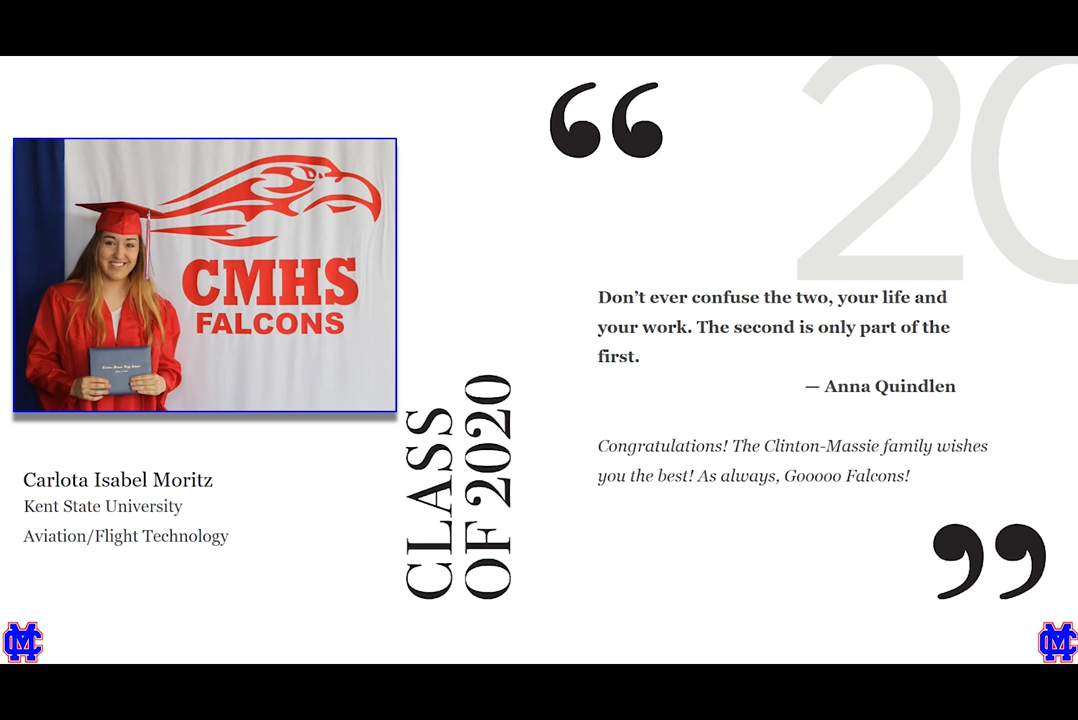 CMHS
FALCONS
Carlota Isabel Moritz
Kent State University
Aviation/Flight Technology
CLASS
OF 2020
20
Don’t ever confuse the two, your life and
your work. The second is only part of the
first.
— Anna Quindlen
Congratulations! The Clinton-Massie family wishes
you the best! As always, Gooooo Falcons!
CM
CM